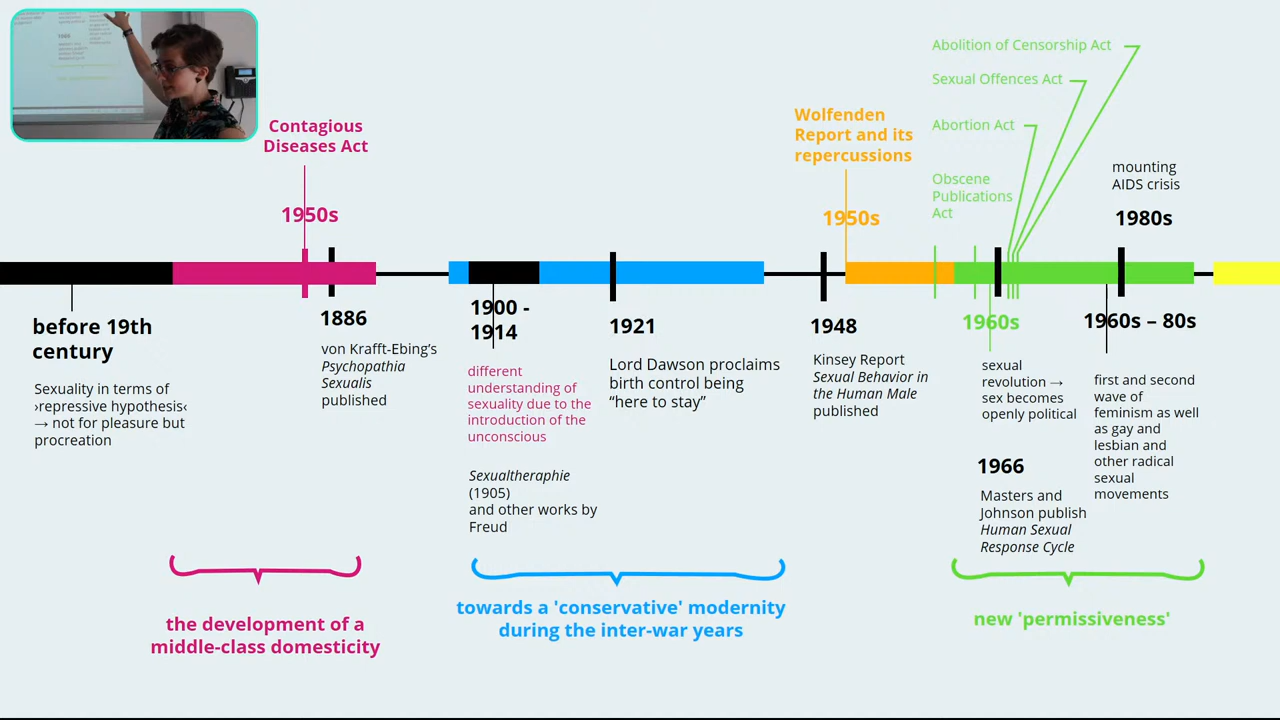 Abolition of Censorship Act
Sexual Offences Act
Abortion Act
Obscene
Publications
Act
Wolfenden
Report and its
repercussions
1950s
mounting
AIDS crisis
1980s
Contagious
Diseases Act
1950s
before 19th
century
Sexuality in terms of
›repressive hypothesis‹
→ not for pleasure but
procreation
1886
von Krafft-Ebing’s
Psychopathia
Sexualis
published
1900 -
1914
different
understanding of
sexuality due to the
introduction of the
unconscious
Sexualtheraphie
(1905)
and other works by
Freud
1921
Lord Dawson proclaims
birth control being
“here to stay”
1948
Kinsey Report
Sexual Behavior in
the Human Male
published
1960s
sexual
revolution →
sex becomes
openly political
1966
Masters and
Johnson publish
Human Sexual
Response Cycle
1960s – 80s
first and second
wave of
feminism as well
as gay and
lesbian and
other radical
sexual
movements
the development of a
middle-class domesticity
towards a 'conservative' modernity
during the inter-war years
new 'permissiveness'